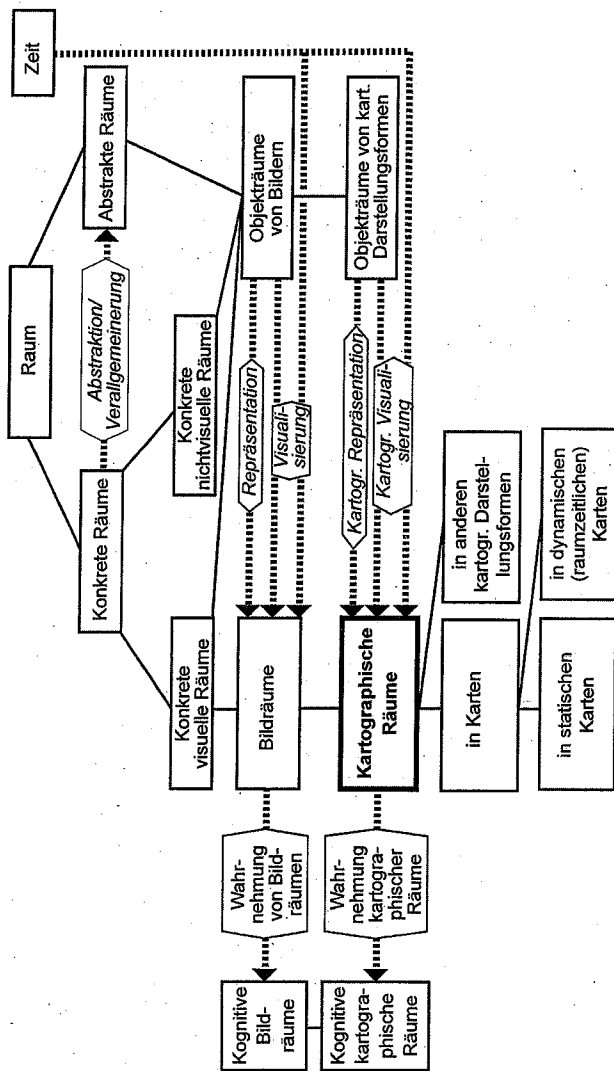 Zeit
Raum
Abstrakte Räume
Abstraktion/
Verallgemeinerung
Konkrete Räume
Konkrete
nichtvisuelle Räume
Konkrete
visuelle Räume
Objekträume
von Bildern
Repräsentation
Visuali-
sierung
Bildräume
Wahr-
nehmung
von Bild-
räumen
Kognitive
Bild-
räume
Objekträume von kart.
Darstellungsformen
Kartogr. Repräsentation
Kartogr. Visuali-
sierung
Kartographische
Räume
Wahr-
nehmung
kartogra-
phischer
Räume
Kognitive
kartogra-
phische
Räume
in Karten
in anderen
kartogr. Darstel-
lungsformen
in statischen
Karten
in dynamischen
(raumzeitlichen)
Karten